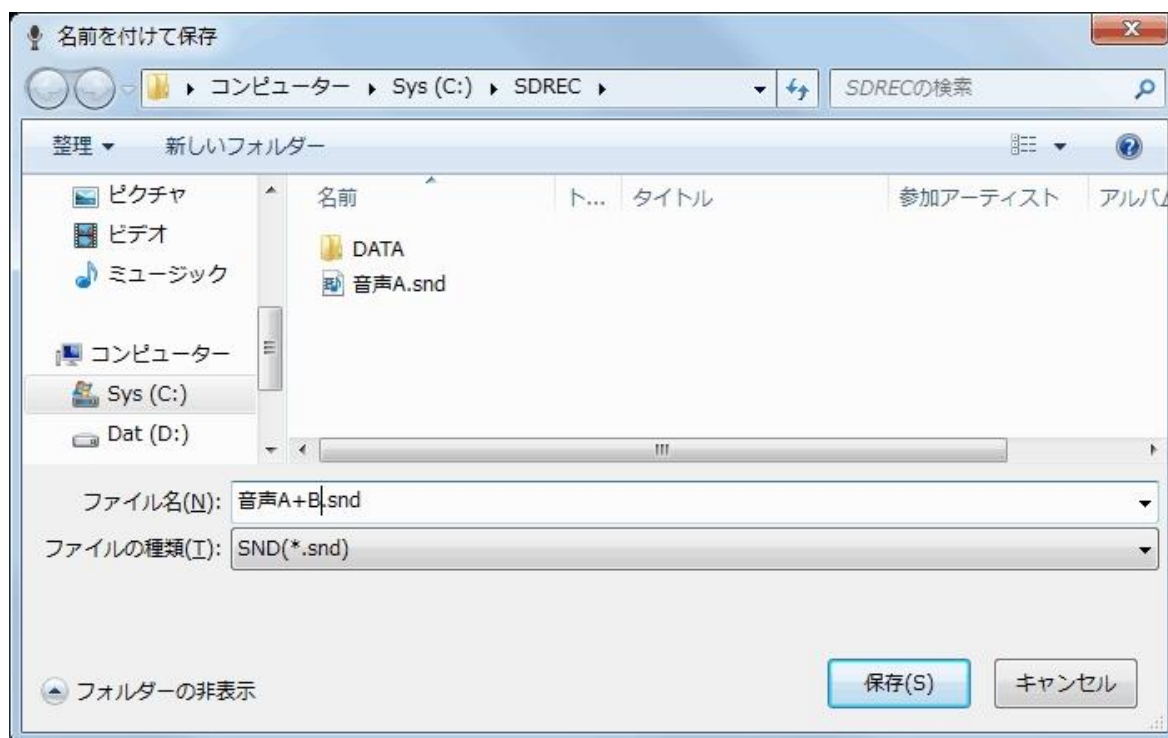 名前を付けて保存
コンピューター Sys (C:) SDREC SDRECの検索
整理 新しいフォルダー
ピクチャ
ビデオ
ミュージック
コンピューター
Sys (C:)
Dat (D:)
名前 ト... タイトル 参加アーティスト アルバム
DATA
音声A.snd
ファイル名(N): 音声A+B.snd
ファイルの種類(T): SND(*.snd)
フォルダーの非表示 保存(S) キャンセル